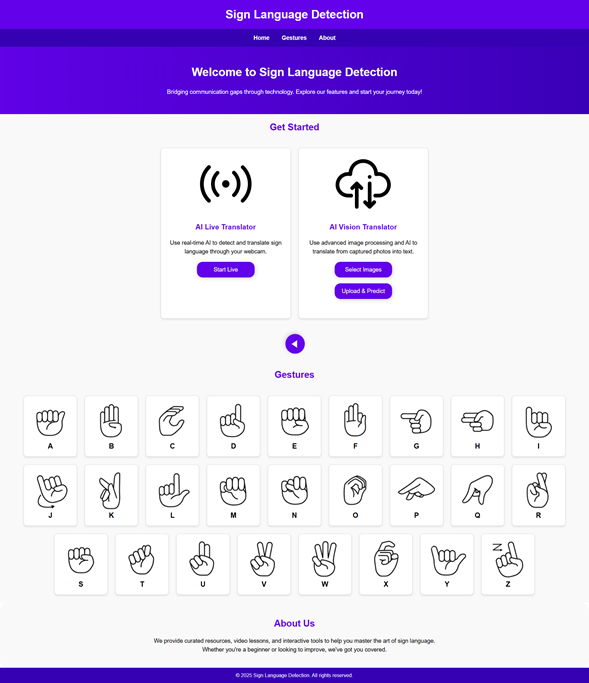 Sign Language Detection
Home Gestures About
Welcome to Sign Language Detection
Bridging communication gaps through technology. Explore our features and start your journey today!
Get Started
AI Live Translator
Use real-time AI to detect and translate sign
language through your webcam.
Start Live
AI Vision Translator
Use advanced image processing and AI to
translate from captured photos into text.
Select Images
Upload & Predict
Gestures
A B C D E F G H I
J K L M N O P Q R
Z
S T U V W X Y Z
About Us
We provide curated resources, video lessons, and interactive tools to help you master the art of sign language.
Whether you're a beginner or looking to improve, we've got you covered.
© 2025 Sign Language Detection. All rights reserved.